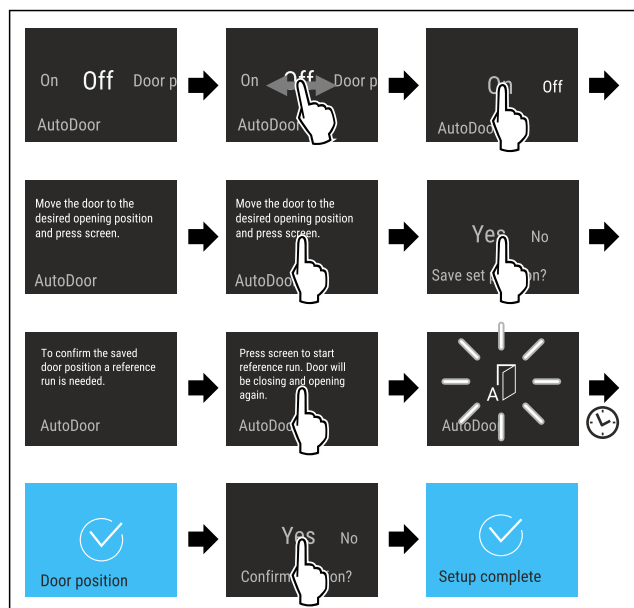 On Off Door p
AutoDoor
On Off Door p
AutoDoor
On Off
AutoDoo
Move the door to the
desired opening position
and press screen.
AutoDoor
Move the door to the
desired opening position
and press screen.
AutoDoor
Yes No
Save set p on?
To confirm the saved
door position a reference
run is needed.
AutoDoor
Press screen to start
reference run. Door will
be closing and opening
again.
AutoDoo
A
AutoDoo
Door position
Yes No
Confirm on?
Setup complete